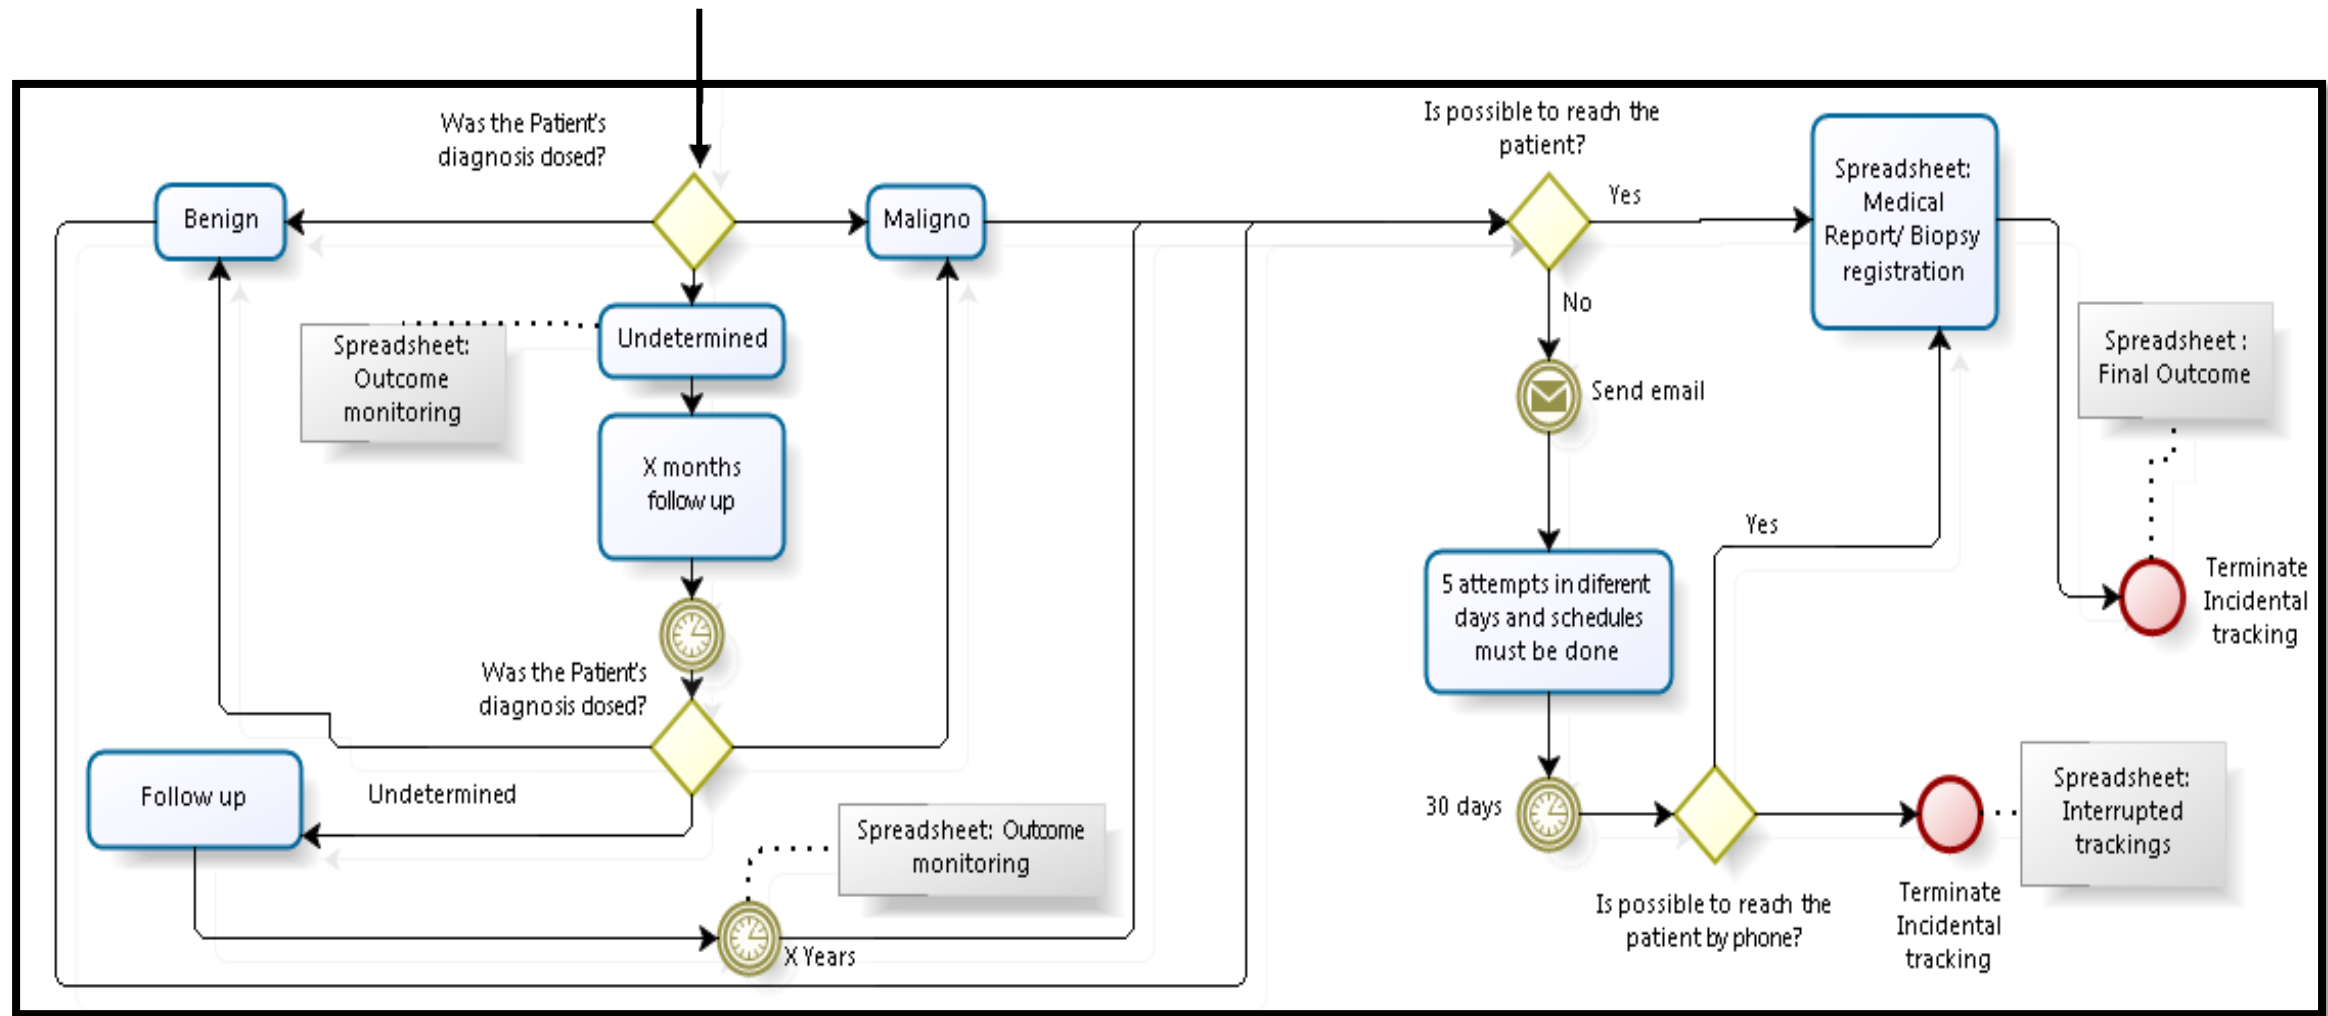 Was the Patient's
diagnosis dosed?
Benign
Maligno
Undetermined
Spreadsheet:
Outcome
monitoring
X months
follow up
Was the Patient's
diagnosis dosed?
Follow up
Undetermined
Spreadsheet: Outcome
monitoring
X Years
Is possible to reach the
patient?
Yes
No
Send email
5 attempts in diferent
days and schedules
must be done
30 days
Is possible to reach the
patient by phone?
Yes
Spreadsheet:
Medical
Report/ Biopsy
registration
Spreadsheet :
Final Outcome
Terminate
Incidental
tracking
Spreadsheet:
Interrupted
trackings
Terminate
Incidental
tracking